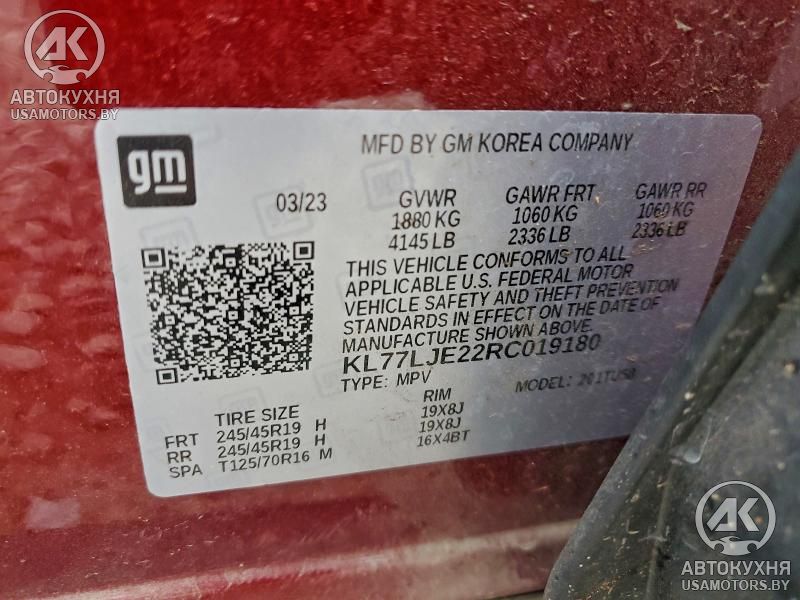 АК
АВТОКУХНЯ
USAMOTORS.BY
gm
MFD BY GM KOREA COMPANY
03/23
GVWR GAWR FRT GAWR RR
1880 KG 1060 KG 1060 KG
4145 LB 2336 LB 2336 LB
THIS VEHICLE CONFORMS TO ALL
APPLICABLE U.S. FEDERAL MOTOR
VEHICLE SAFETY AND THEFT PREVENTION
STANDARDS IN EFFECT ON THE DATE OF
MANUFACTURE SHOWN ABOVE.
KL77LJE22RC019180
TYPE: MPV MODEL:
TIRE SIZE RIM
FRT 245/45R19 H 19X8J
RR 245/45R19 H 19X8J
SPA T125/70R16 M 16X4BT
АК
АВТОКУХНЯ
USAMOTORS.BY